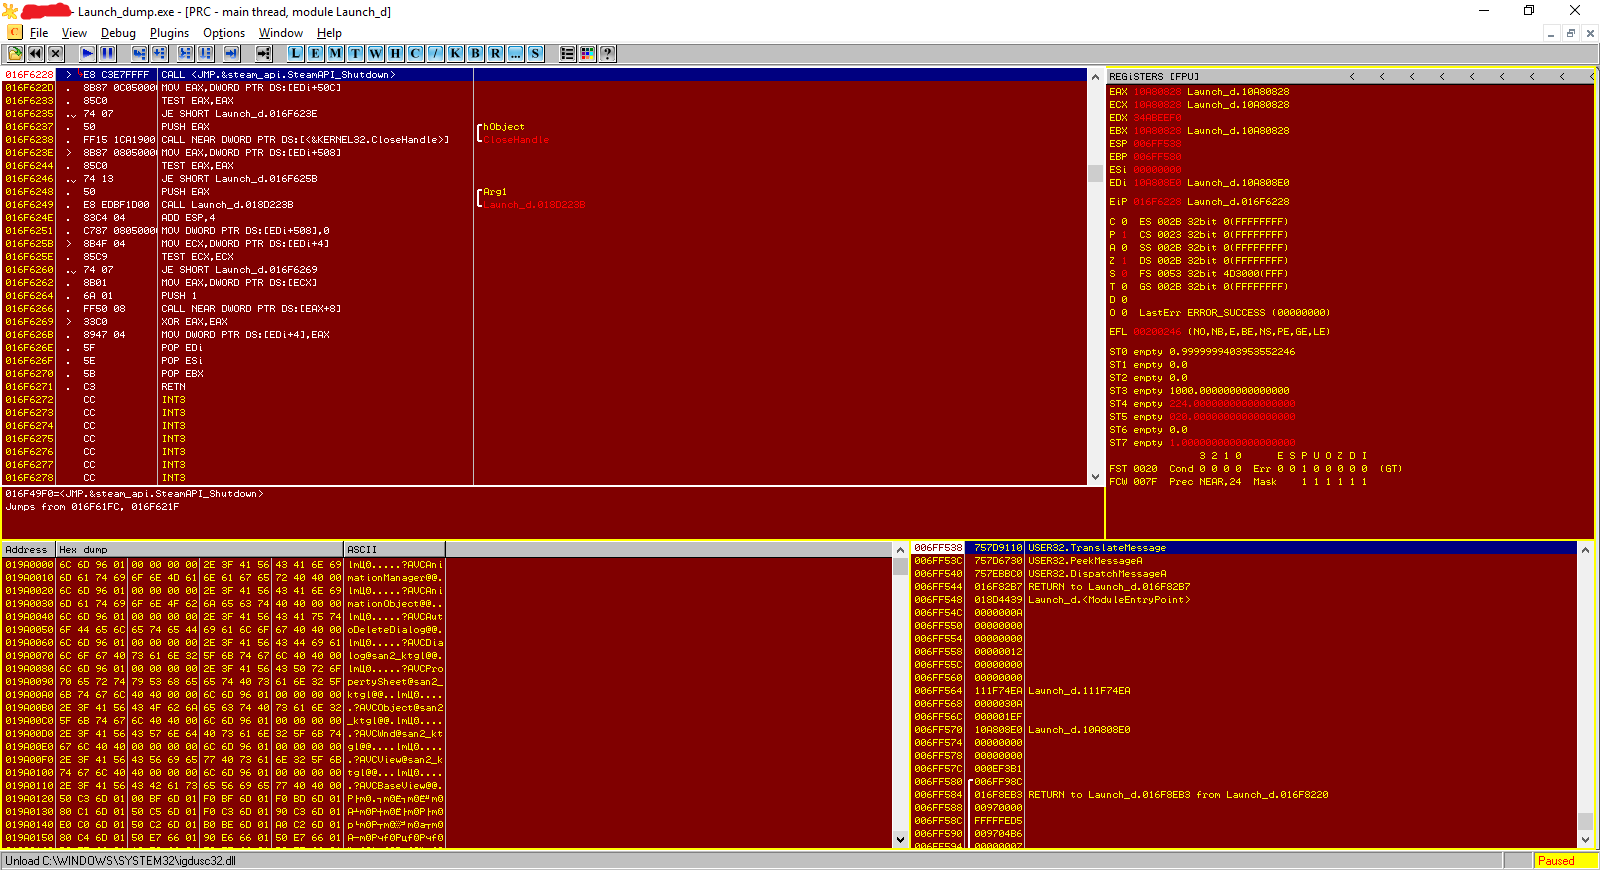 - Launch_dump.exe - [PRC - main thread, module Launch_d]
C File View Debug Plugins Options Window Help
L E M T W H C / K B R ... S ?
016F6228 > E8 C3E7FFFF CALL <JMP.&steam_api.SteamAPI_Shutdown>
016F622D . 8B87 0C050000 MOV EAX,DWORD PTR DS:[EDi+50C]
016F6233 . 85C0 TEST EAX,EAX
016F6235 . 74 07 JE SHORT Launch_d.016F623E
016F6237 . 50 PUSH EAX hObject
016F6238 . FF15 1CA1900 CALL NEAR DWORD PTR DS:[<&KERNEL32.CloseHandle>] CloseHandle
016F623E > 8B87 08050000 MOV EAX,DWORD PTR DS:[EDi+508]
016F6244 . 85C0 TEST EAX,EAX
016F6246 . 74 13 JE SHORT Launch_d.016F625B
016F6248 . 50 PUSH EAX Arg1
016F6249 . E8 EDBF1D00 CALL Launch_d.018D223B Launch_d.018D223B
016F624E . 83C4 04 ADD ESP,4
016F6251 . C787 08050000 MOV DWORD PTR DS:[EDi+508],0
016F625B > 8B4F 04 MOV ECX,DWORD PTR DS:[EDi+4]
016F625E . 85C9 TEST ECX,ECX
016F6260 . 74 07 JE SHORT Launch_d.016F6269
016F6262 . 8B01 MOV EAX,DWORD PTR DS:[ECX]
016F6264 . 6A 01 PUSH 1
016F6266 . FF50 08 CALL NEAR DWORD PTR DS:[EAX+8]
016F6269 > 33C0 XOR EAX,EAX
016F626B . 8947 04 MOV DWORD PTR DS:[EDi+4],EAX
016F626E . 5F POP EDi
016F626F . 5E POP ESi
016F6270 . 5B POP EBX
016F6271 . C3 RETN
016F6272 CC INT3
016F6273 CC INT3
016F6274 CC INT3
016F6275 CC INT3
016F6276 CC INT3
016F6277 CC INT3
016F6278 CC INT3
016F49F0=<JMP.&steam_api.SteamAPI_Shutdown>
Jumps from 016F61FC, 016F621F
REGiSTERS [FPU] < < < < < < < < <
EAX 10A80828 Launch_d.10A80828
ECX 10A80828 Launch_d.10A80828
EDX 34ABEEF0
EBX 10A80828 Launch_d.10A80828
ESP 006FF538
EBP 006FF580
ESi 00000000
EDi 10A808E0 Launch_d.10A808E0
EiP 016F6228 Launch_d.016F6228
C 0 ES 002B 32bit 0(FFFFFFFF)
P 1 CS 0023 32bit 0(FFFFFFFF)
A 0 SS 002B 32bit 0(FFFFFFFF)
Z 1 DS 002B 32bit 0(FFFFFFFF)
S 0 FS 0053 32bit 4D3000(FFF)
T 0 GS 002B 32bit 0(FFFFFFFF)
D 0
O 0 LastErr ERROR_SUCCESS (00000000)
EFL 00200246 (NO,NB,E,BE,NS,PE,GE,LE)
ST0 empty 0.9999999403953552246
ST1 empty 0.0
ST2 empty 0.0
ST3 empty 1000.000000000000000
ST4 empty 224.0000000000000000
ST5 empty
ST6 empty 0.0
ST7 empty 1.0000000000000000000
3 2 1 0 E S P U O Z D I
FST 0020 Cond 0 0 0 0 Err 0 0 1 0 0 0 0 0 (GT)
FCW 007F Prec NEAR,24 Mask 1 1 1 1 1 1
Address Hex dump ASCII
019A0000 6C 6D 96 01 00 00 00 00 2E 3F 41 56 43 41 6E 69 lmЦ0.....?AVCAni
019A0010 6D 61 74 69 6F 6E 4D 61 6E 61 67 65 72 40 40 00 mationManager@@.
019A0020 6C 6D 96 01 00 00 00 00 2E 3F 41 56 43 41 6E 69 lmЦ0.....?AVCAni
019A0030 6D 61 74 69 6F 6E 4F 62 6A 65 63 74 40 40 00 00 mationObject@@..
019A0040 6C 6D 96 01 00 00 00 00 2E 3F 41 56 43 41 75 74 lmЦ0.....?AVCAut
019A0050 6F 44 65 6C 65 74 65 44 69 61 6C 6F 67 40 40 00 oDeleteDialog@@.
019A0060 6C 6D 96 01 00 00 00 00 2E 3F 41 56 43 44 69 61 lmЦ0.....?AVCDia
019A0070 6C 6F 67 40 73 61 6E 32 5F 6B 74 67 6C 40 40 00 log@san2_ktgl@@.
019A0080 6C 6D 96 01 00 00 00 00 2E 3F 41 56 43 50 72 6F lmЦ0.....?AVCPro
019A0090 70 65 72 74 79 53 68 65 65 74 40 73 61 6E 32 5F pertySheet@san2_
019A00A0 6B 74 67 6C 40 40 00 00 6C 6D 96 01 00 00 00 00 ktgl@@..lmЦ0....
019A00B0 2E 3F 41 56 43 4F 62 6A 65 63 74 40 73 61 6E 32 .?AVCObject@san2
019A00C0 5F 6B 74 67 6C 40 40 00 6C 6D 96 01 00 00 00 00 _ktgl@@.lmЦ0....
019A00D0 2E 3F 41 56 43 57 6E 64 40 73 61 6E 32 5F 6B 74 .?AVCWnd@san2_kt
019A00E0 67 6C 40 40 00 00 00 00 6C 6D 96 01 00 00 00 00 gl@@....lmЦ0....
019A00F0 2E 3F 41 56 43 56 69 65 77 40 73 61 6E 32 5F 6B .?AVCView@san2_k
019A0100 74 67 6C 40 40 00 00 00 6C 6D 96 01 00 00 00 00 tgl@@...lmЦ0....
019A0110 2E 3F 41 56 43 42 61 73 65 56 69 65 77 40 40 00 .?AVCBaseView@@.
019A0120 50 C3 6D 01 00 BF 6D 01 F0 BF 6D 01 F0 BD 6D 01
019A0130 80 C1 6D 01 50 C5 6D 01 F0 C3 6D 01 90 C3 6D 01
019A0140 E0 C0 6D 01 50 C2 6D 01 B0 BE 6D 01 A0 C2 6D 01
019A0150 80 C4 6D 01 50 E7 66 01 90 E6 66 01 50 E7 66 01
006FF538 757D9110 USER32.TranslateMessage
006FF53C 757D6730 USER32.PeekMessageA
006FF540 757EBBC0 USER32.DispatchMessageA
006FF544 016F82B7 RETURN to Launch_d.016F82B7
006FF548 018D4439 Launch_d.<ModuleEntryPoint>
006FF54C 0000000A
006FF550 00000000
006FF554 00000000
006FF558 00000012
006FF55C 00000000
006FF560 00000000
006FF564 111F74EA Launch_d.111F74EA
006FF568 0000030A
006FF56C 000001EF
006FF570 10A808E0 Launch_d.10A808E0
006FF574 00000000
006FF578 00000000
006FF57C 000EF3B1
006FF580 006FF98C
006FF584 016F8EB3 RETURN to Launch_d.016F8EB3 from Launch_d.016F8220
006FF588 00970000
006FF58C FFFFFED5
006FF590 009704B6
006FF594 00000007
Unload C:\WINDOWS\SYSTEM32\igdusc32.dll Paused